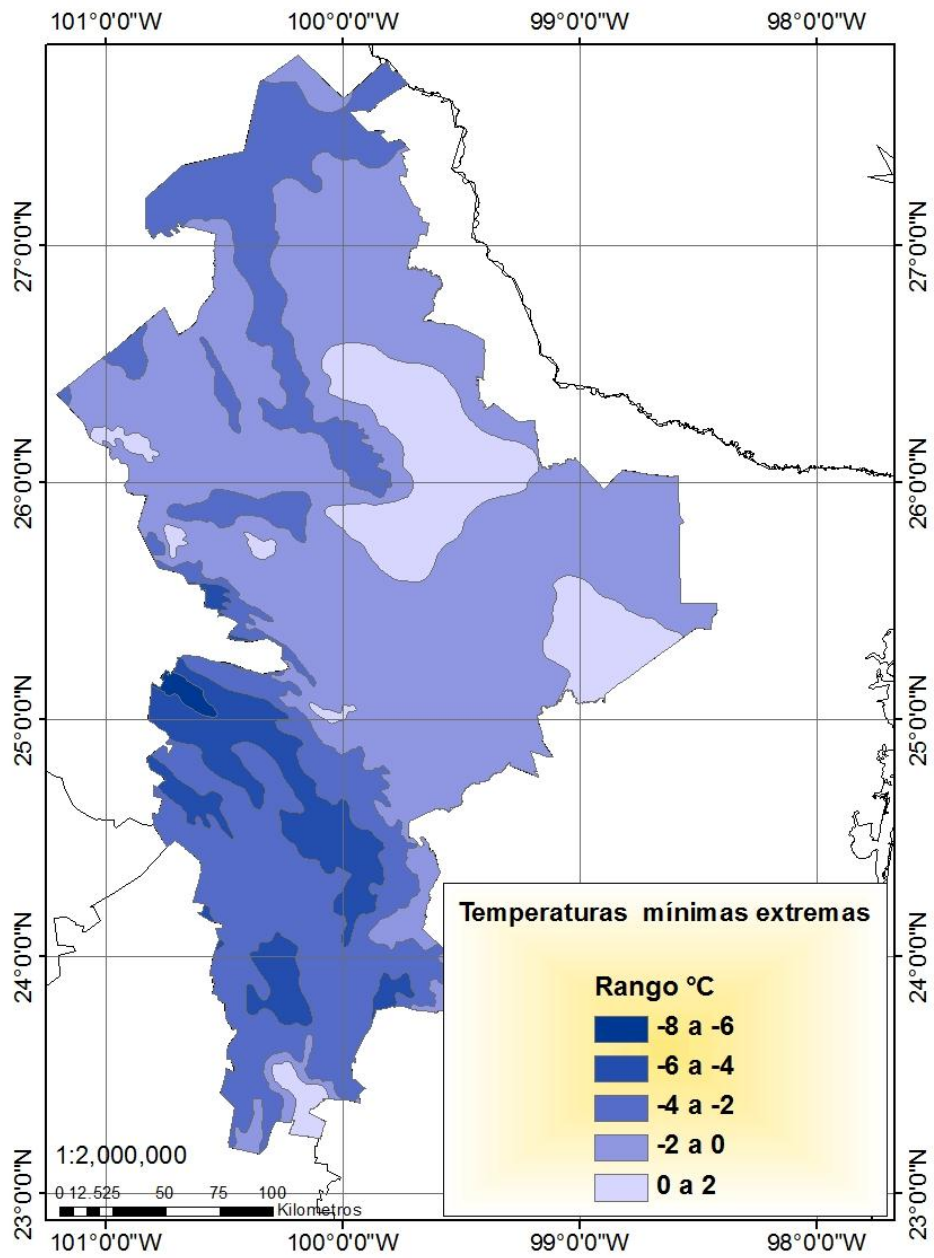 101°0'0"W 100°0'0"W 99°0'0"W 98°0'0"W
27°0'0"N 27°0'0"N
26°0'0"N 26°0'0"N
25°0'0"N 25°0'0"N
24°0'0"N 24°0'0"N
23°0'0"N 23°0'0"N
Temperaturas mínimas extremas
Rango °C
-8 a -6
-6 a -4
-4 a -2
-2 a 0
0 a 2
1:2,000,000
0 12.525 50 75 100
Kilometros
101°0'0"W 100°0'0"W 99°0'0"W 98°0'0"W